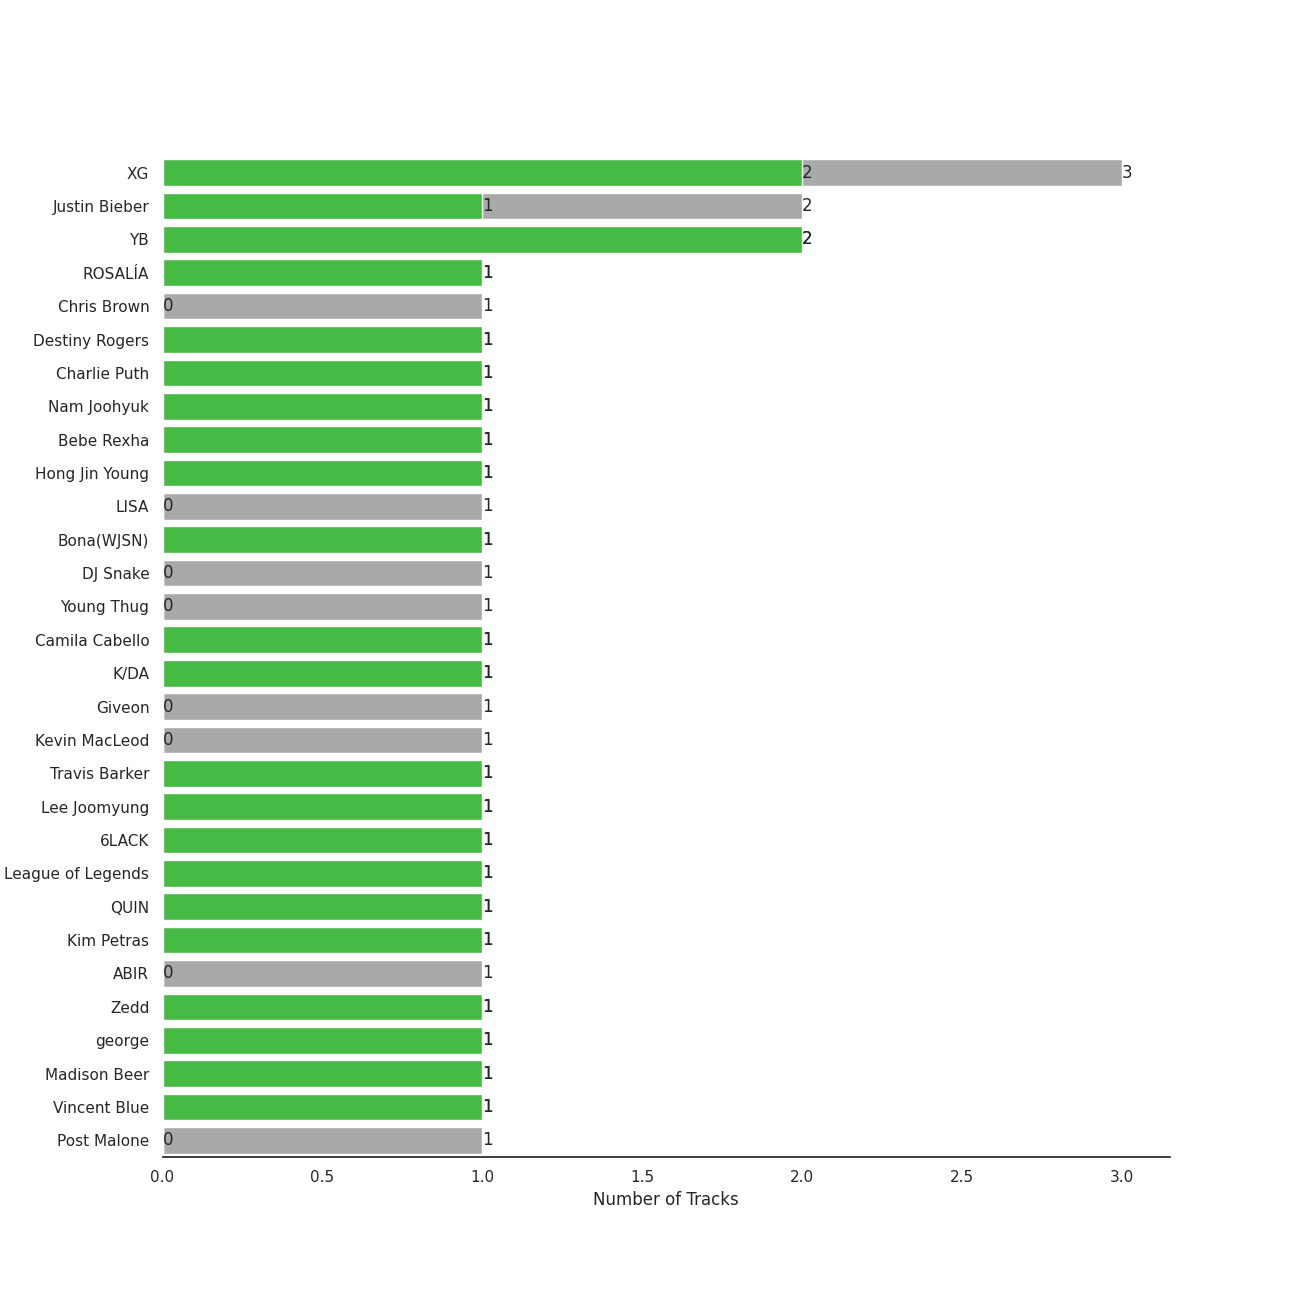 XG 2 3
Justin Bieber 1 2
YB 2
ROSALÍA 1
Chris Brown 0 1
Destiny Rogers 1
Charlie Puth 1
Nam Joohyuk 1
Bebe Rexha 1
Hong Jin Young 1
LISA 0 1
Bona(WJSN) 1
DJ Snake 0 1
Young Thug 0 1
Camila Cabello 1
K/DA 1
Giveon 0 1
Kevin MacLeod 0 1
Travis Barker 1
Lee Joomyung 1
6LACK 1
League of Legends 1
QUIN 1
Kim Petras 1
ABIR 0 1
Zedd 1
george 1
Madison Beer 1
Vincent Blue 1
Post Malone 0 1
0.0 0.5 1.0 1.5 2.0 2.5 3.0
Number of Tracks